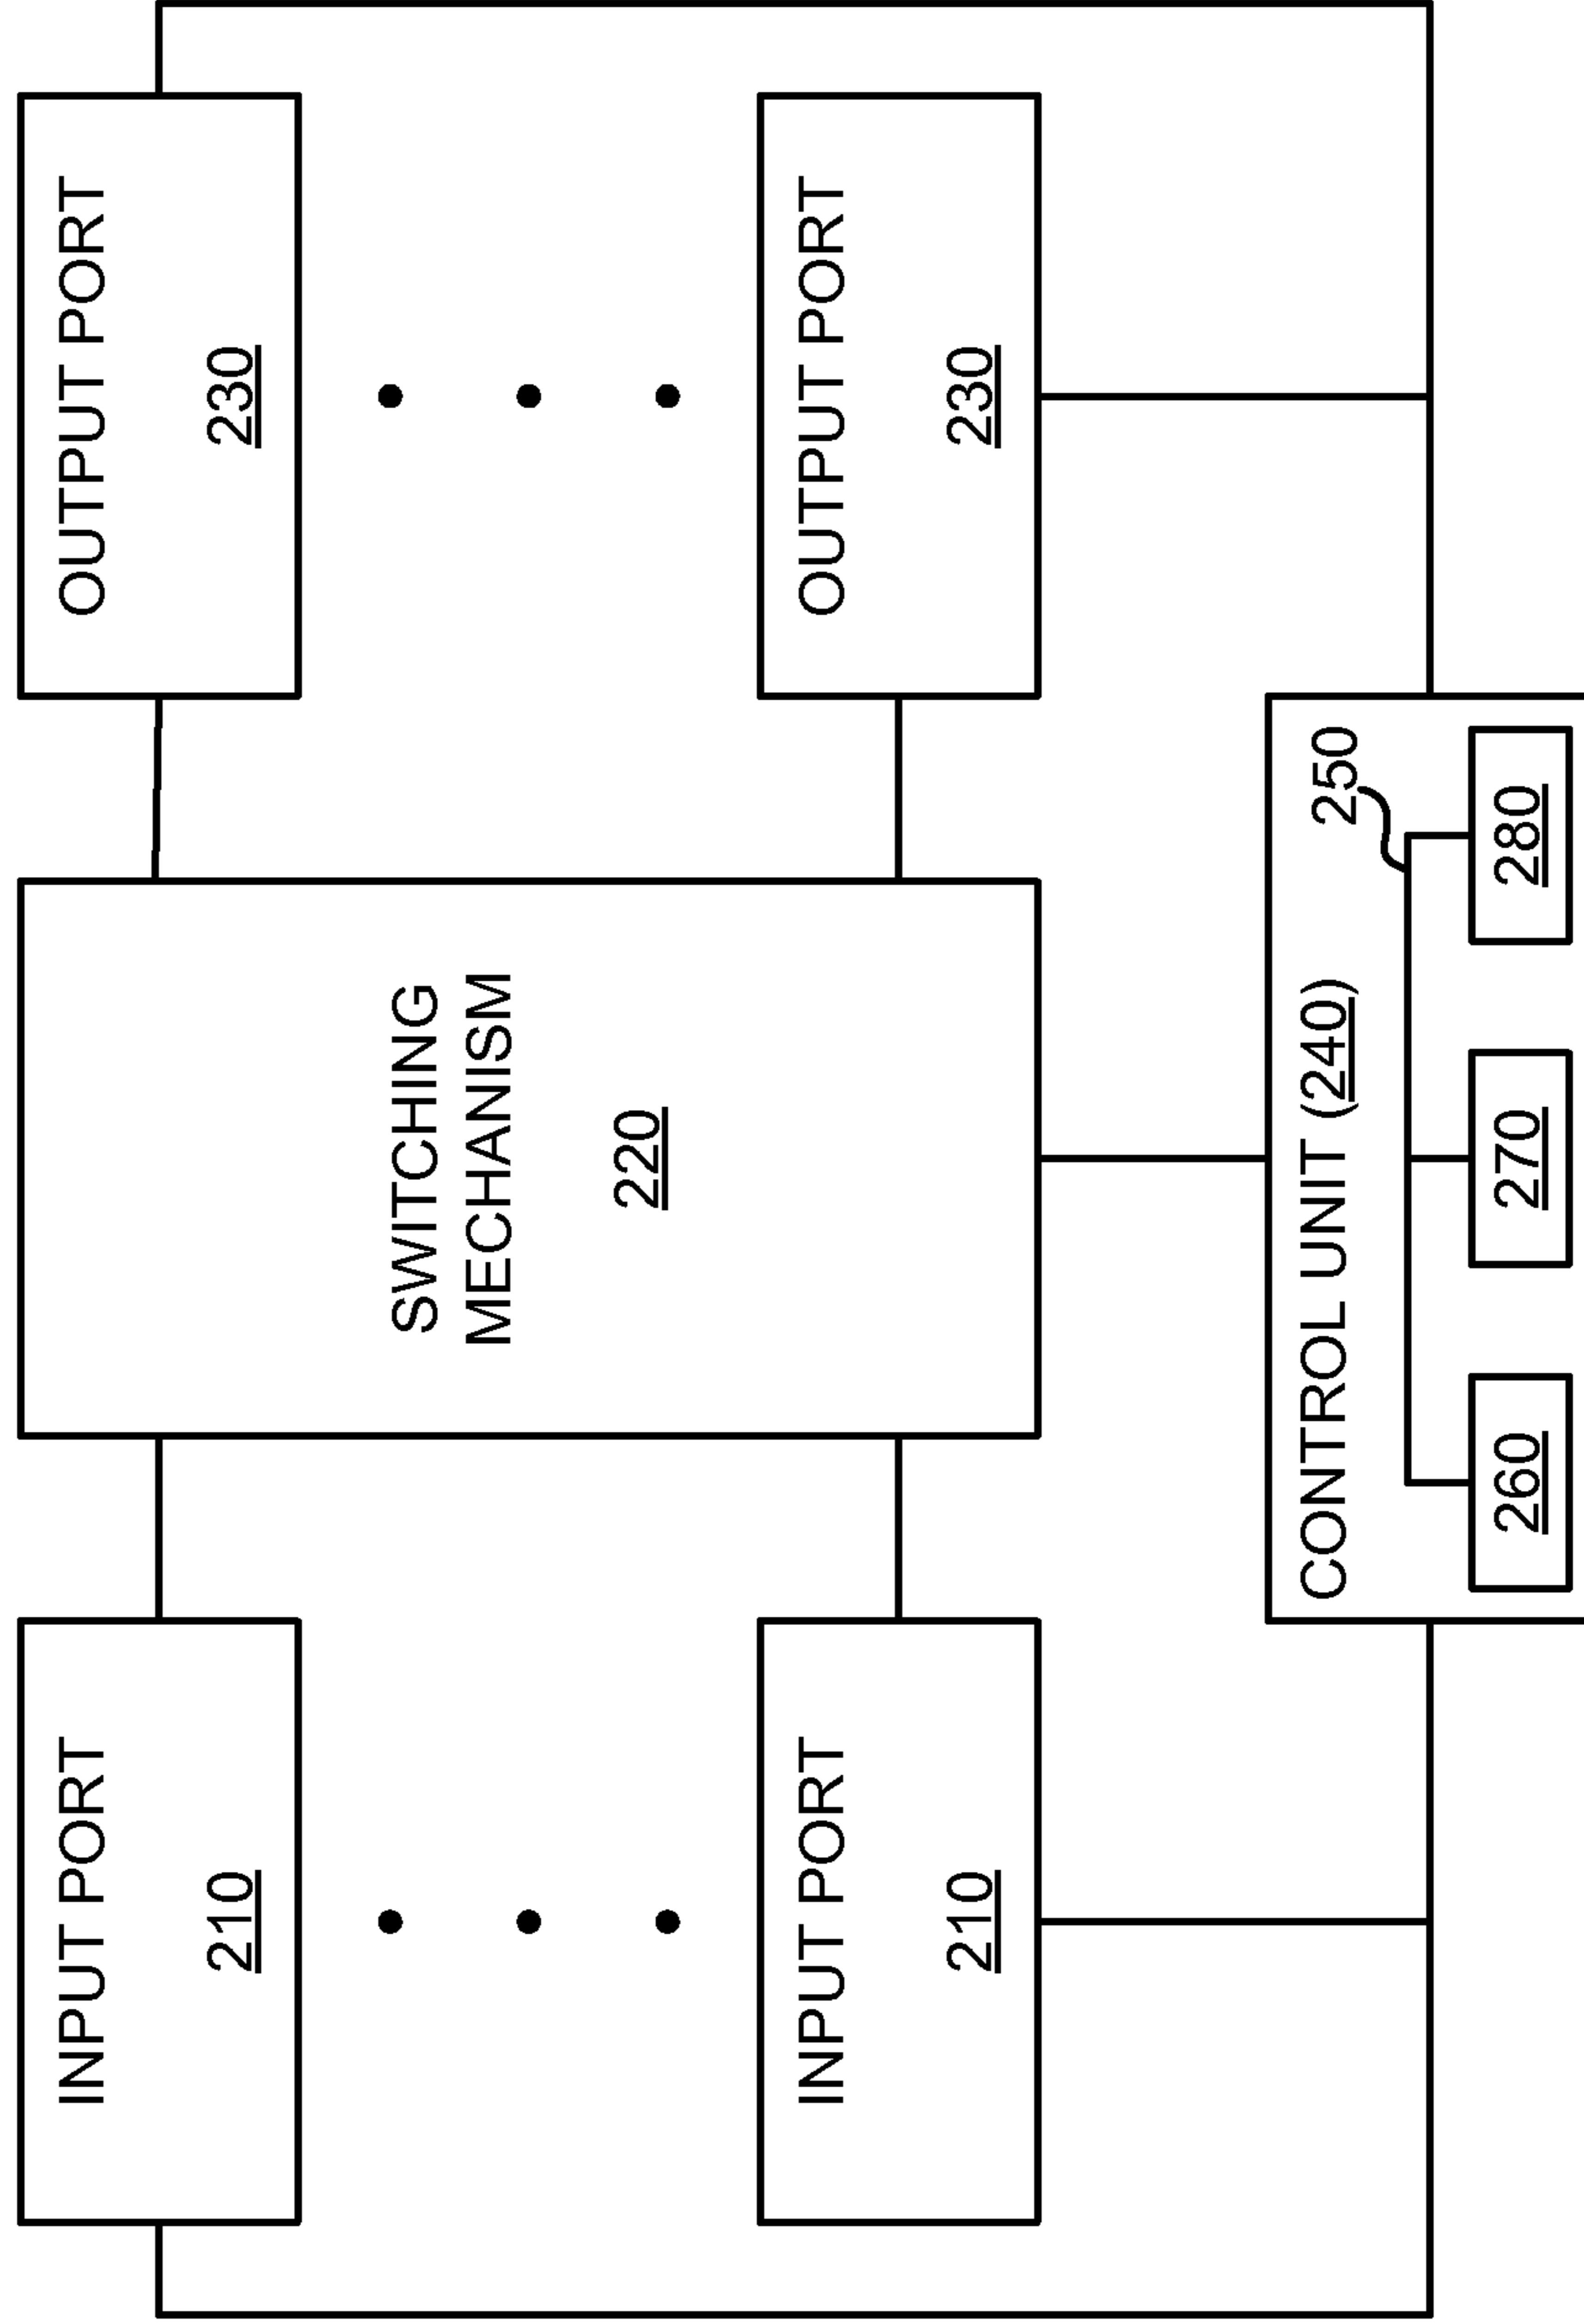 INPUT PORT
210
SWITCHING
MECHANISM
220
OUTPUT PORT
230
INPUT PORT
210
OUTPUT PORT
230
CONTROL UNIT (240)
250
260
270
280